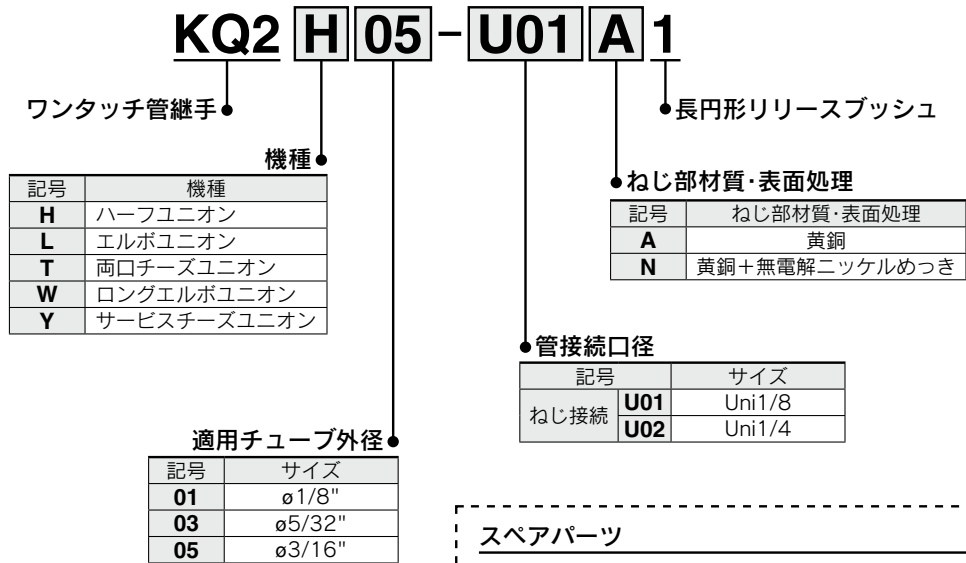 KQ2 H 05 - U01 A 1
ワンタッチ管継手
長円形リリースブッシュ
機種
記号 機種
H ハーフユニオン
L エルボユニオン
T 両口チーズユニオン
W ロングエルボユニオン
Y サービスチーズユニオン
ねじ部材質・表面処理
記号 ねじ部材質・表面処理
A 黄銅
N 黄銅＋無電解ニッケルめっき
管接続口径
記号 サイズ
ねじ接続 U01 Uni1/8
U02 Uni1/4
適用チューブ外径
記号 サイズ
01 ø1/8"
03 ø5/32"
05 ø3/16"
スペアパーツ